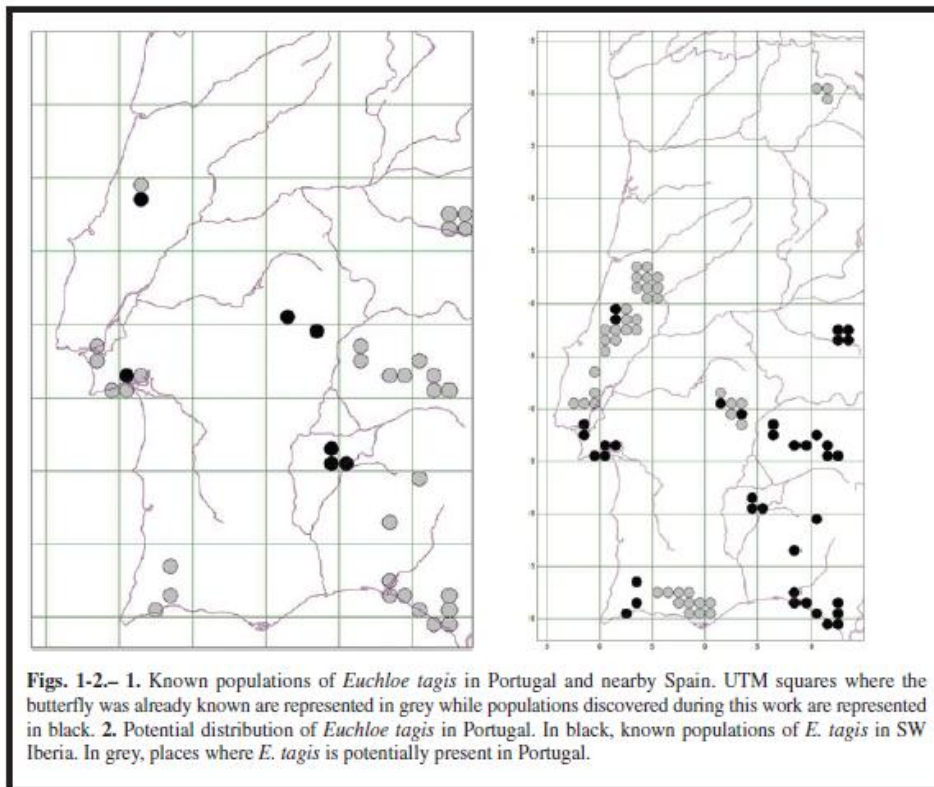 Figs. 1-2.– 1. Known populations of Euchloe tagis in Portugal and nearby Spain. UTM squares where the
butterfly was already known are represented in grey while populations discovered during this work are represented
in black. 2. Potential distribution of Euchloe tagis in Portugal. In black, known populations of E. tagis in SW
Iberia. In grey, places where E. tagis is potentially present in Portugal.